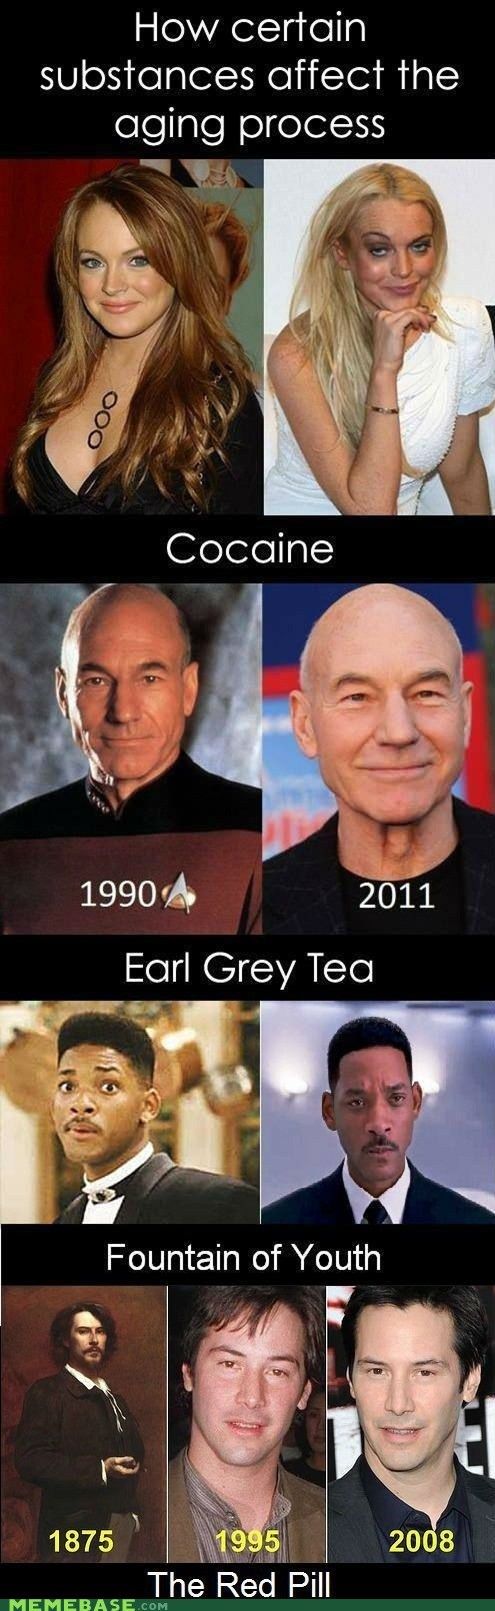 How certain
substances affect the
aging process
Cocaine
1990 2011
Earl Grey Tea
Fountain of Youth
1875 1995 2008
The Red Pill
MEMEBASE.COM